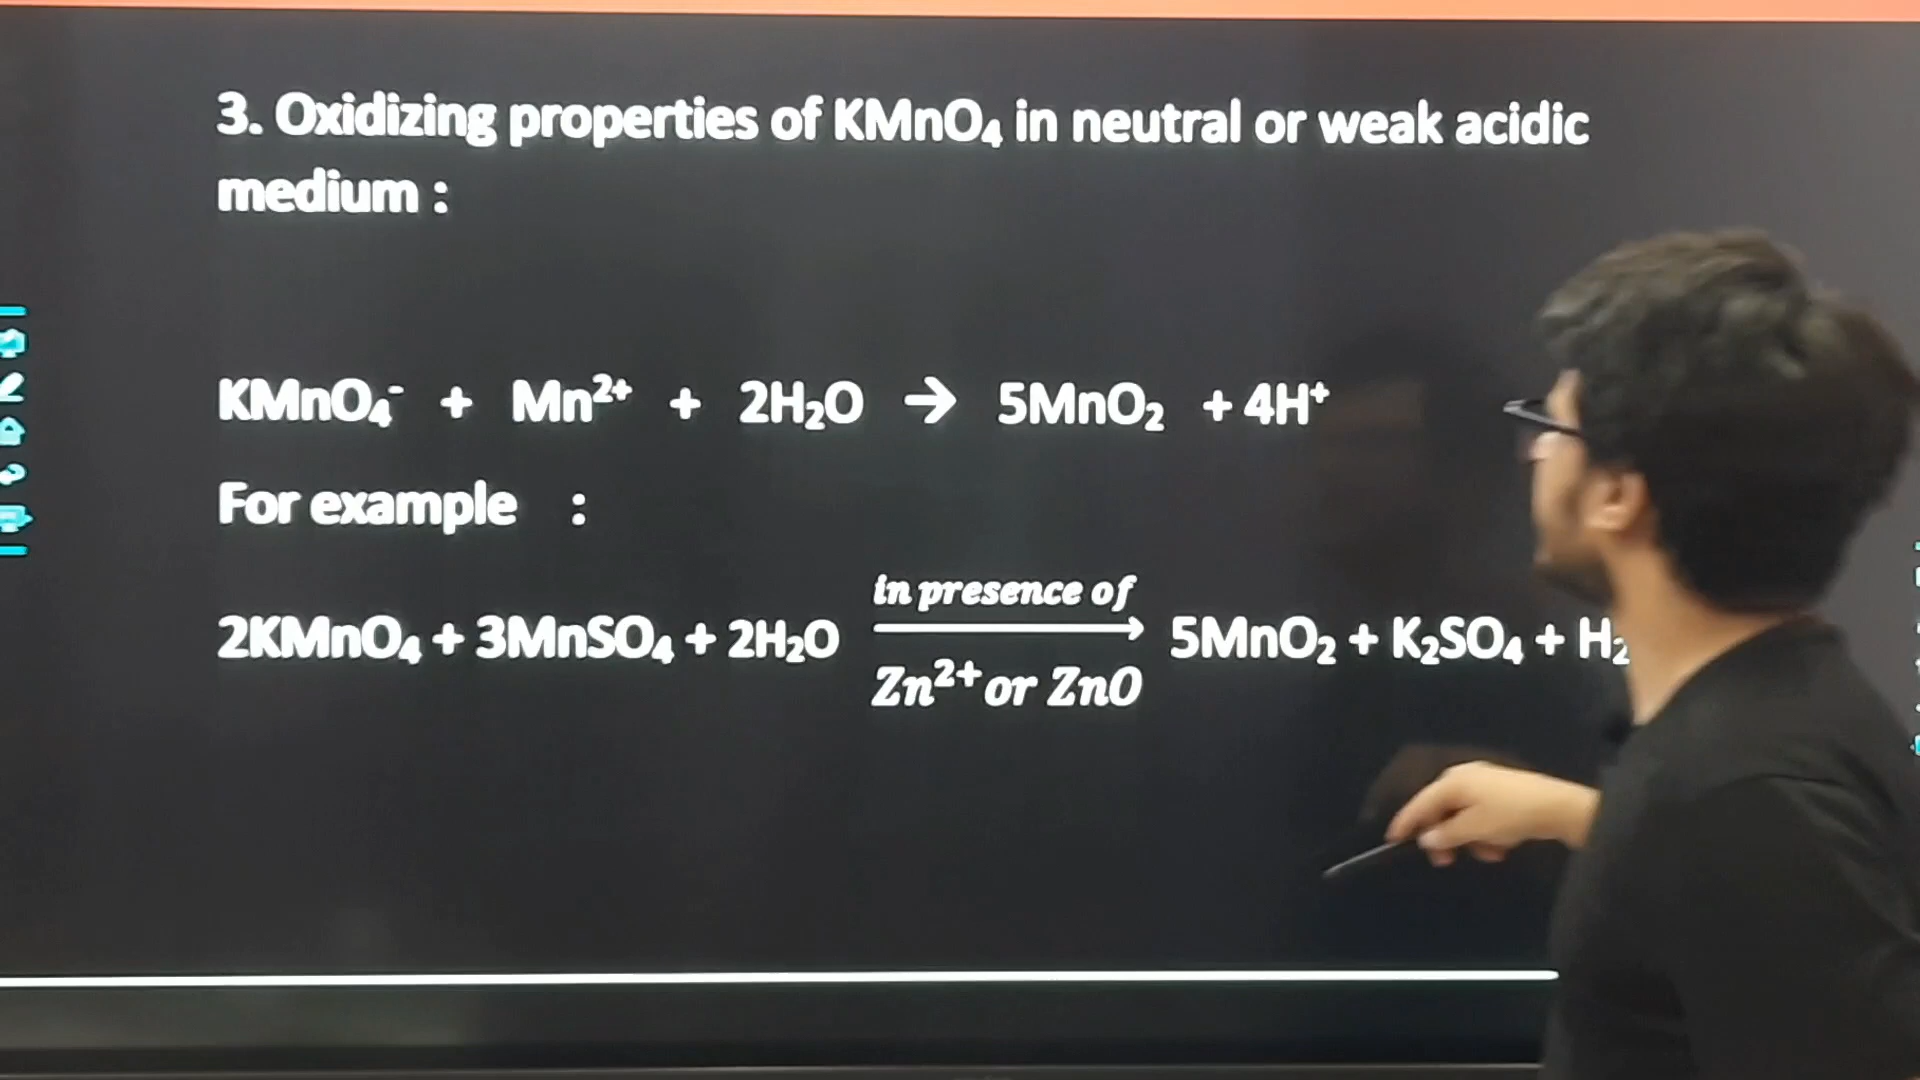 3. Oxidizing properties of KMnO₄ in neutral or weak acidic
medium :
KMnO₄⁻ + Mn²⁺ + 2H₂O → 5MnO₂ + 4H⁺
For example :
in presence of
2KMnO₄ + 3MnSO₄ + 2H₂O → 5MnO₂ + K₂SO₄ + H₂
Zn²⁺ or ZnO